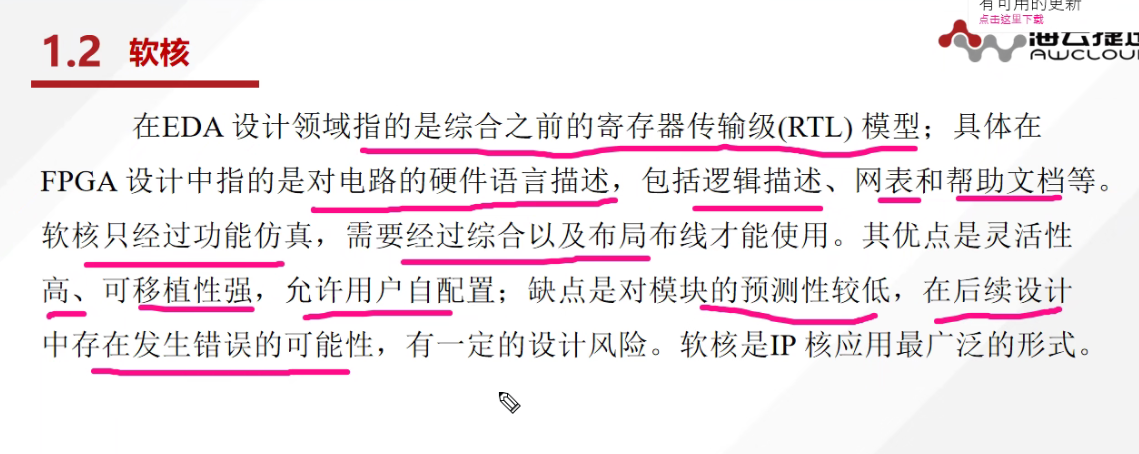 有可用的更新
点击这里下载
1.2 软核
AWCLOU
在EDA 设计领域指的是综合之前的寄存器传输级(RTL) 模型；具体在
FPGA 设计中指的是对电路的硬件语言描述，包括逻辑描述、网表和帮助文档等。
软核只经过功能仿真，需要经过综合以及布局布线才能使用。其优点是灵活性
高、可移植性强，允许用户自配置；缺点是对模块的预测性较低，在后续设计
中存在发生错误的可能性，有一定的设计风险。软核是IP 核应用最广泛的形式。